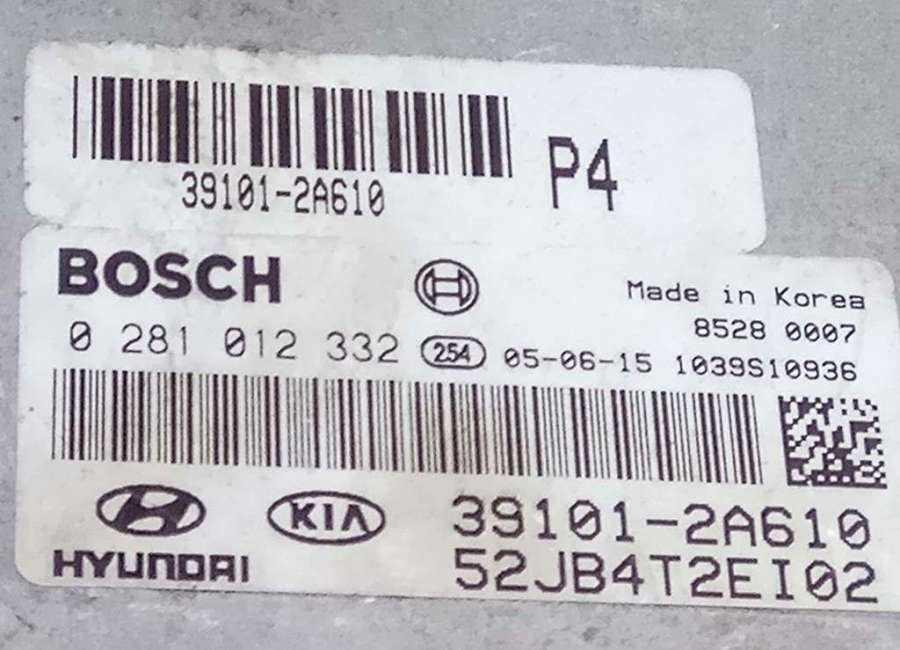 P4
39101-2A610
BOSCH
Made in Korea
8528 0007
0 281 012 332 254 05-06-15 1039S10936
HYUNDAI KIA 39101-2A610
52JB4T2EI02